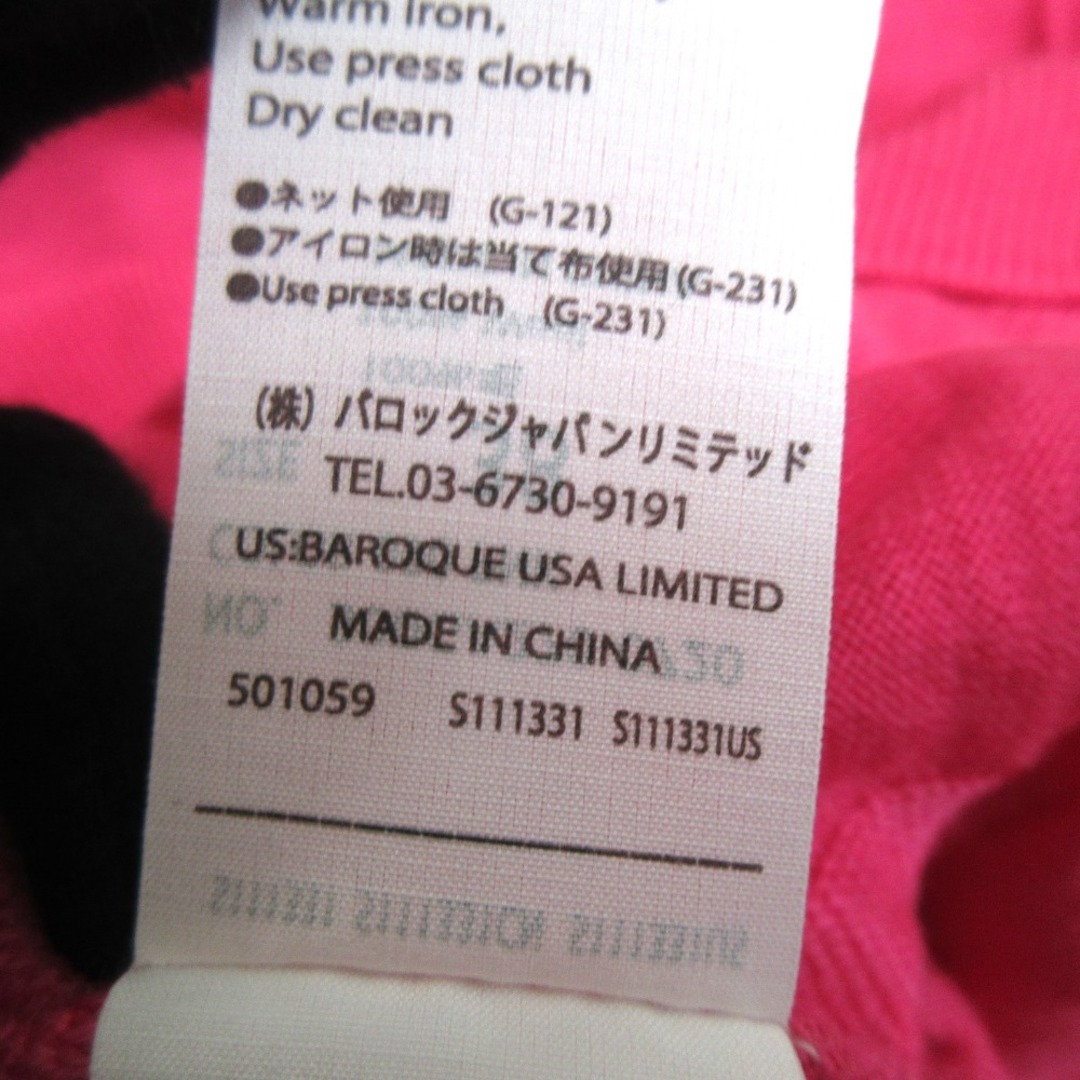 Warm iron,
Use press cloth
Dry clean
●ネット使用 (G-121)
●アイロン時は当て布使用(G-231)
●Use press cloth (G-231)
(株) バロックジャパンリミテッド
TEL.03-6730-9191
US:BAROQUE USA LIMITED
MADE IN CHINA
501059 S111331 S111331US